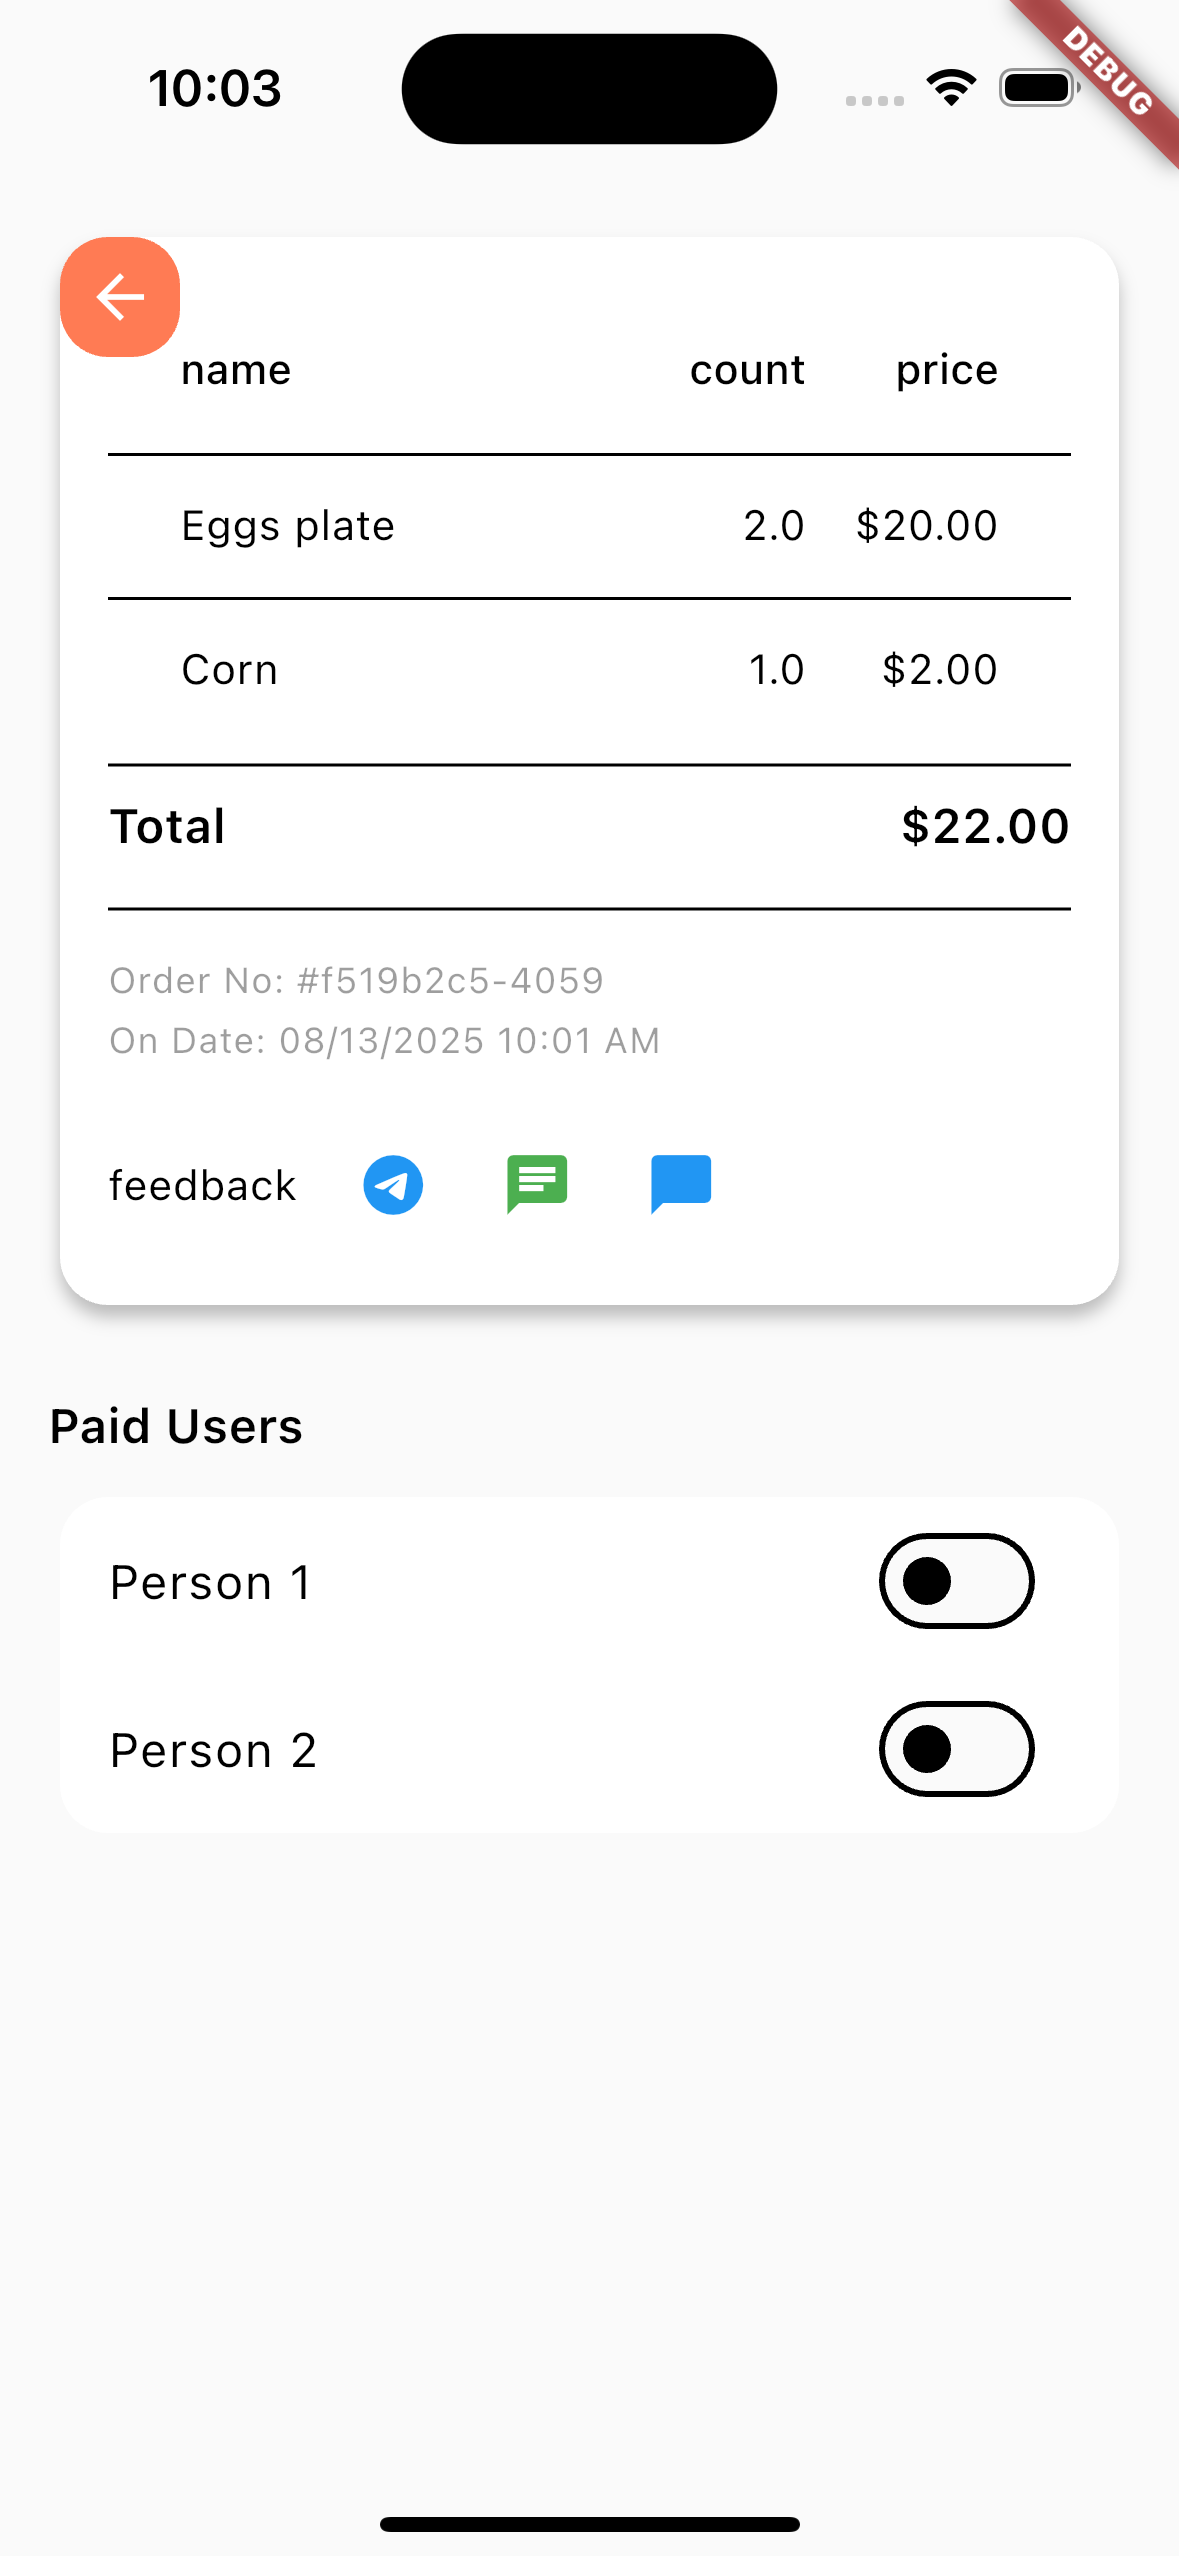 10:03
DEBUG
name count price
Eggs plate 2.0 $20.00
Corn 1.0 $2.00
Total $22.00
Order No: #f519b2c5-4059
On Date: 08/13/2025 10:01 AM
feedback
Paid Users
Person 1
Person 2